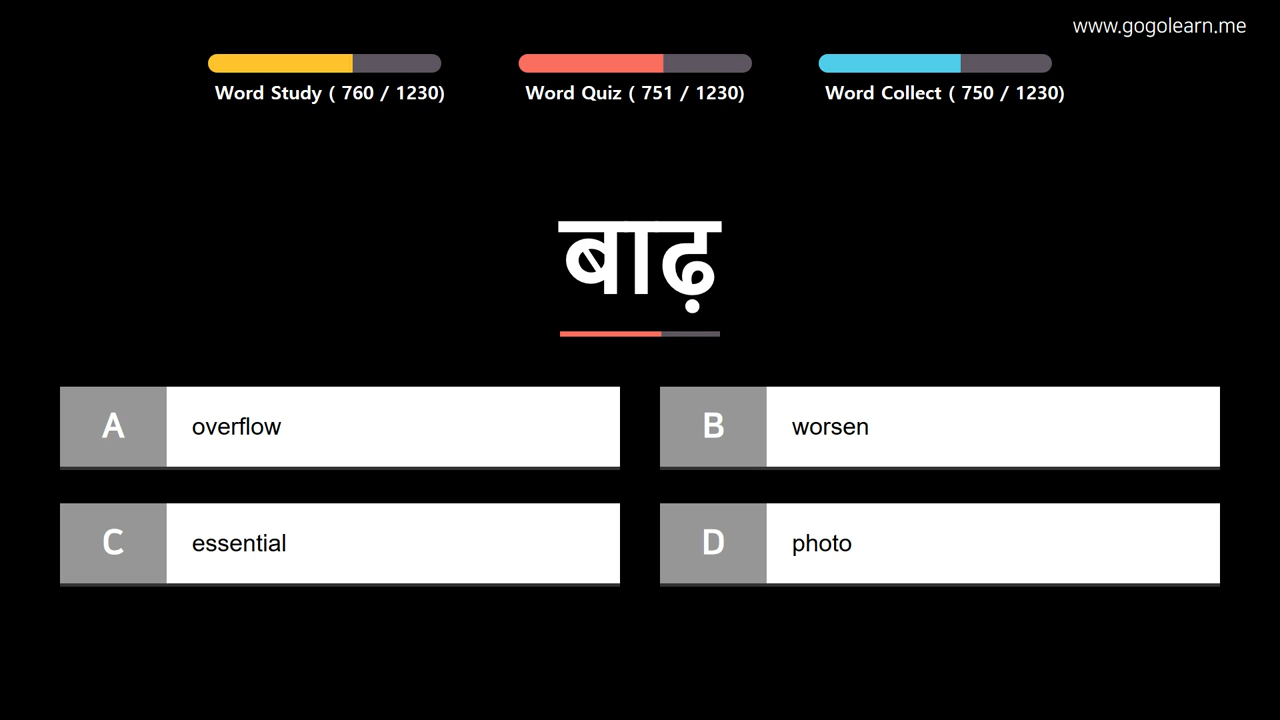 www.gogolearn.me
Word Study ( 760 / 1230)
Word Quiz ( 751 / 1230)
Word Collect ( 750 / 1230)
बाढ़
A overflow
B worsen
C essential
D photo